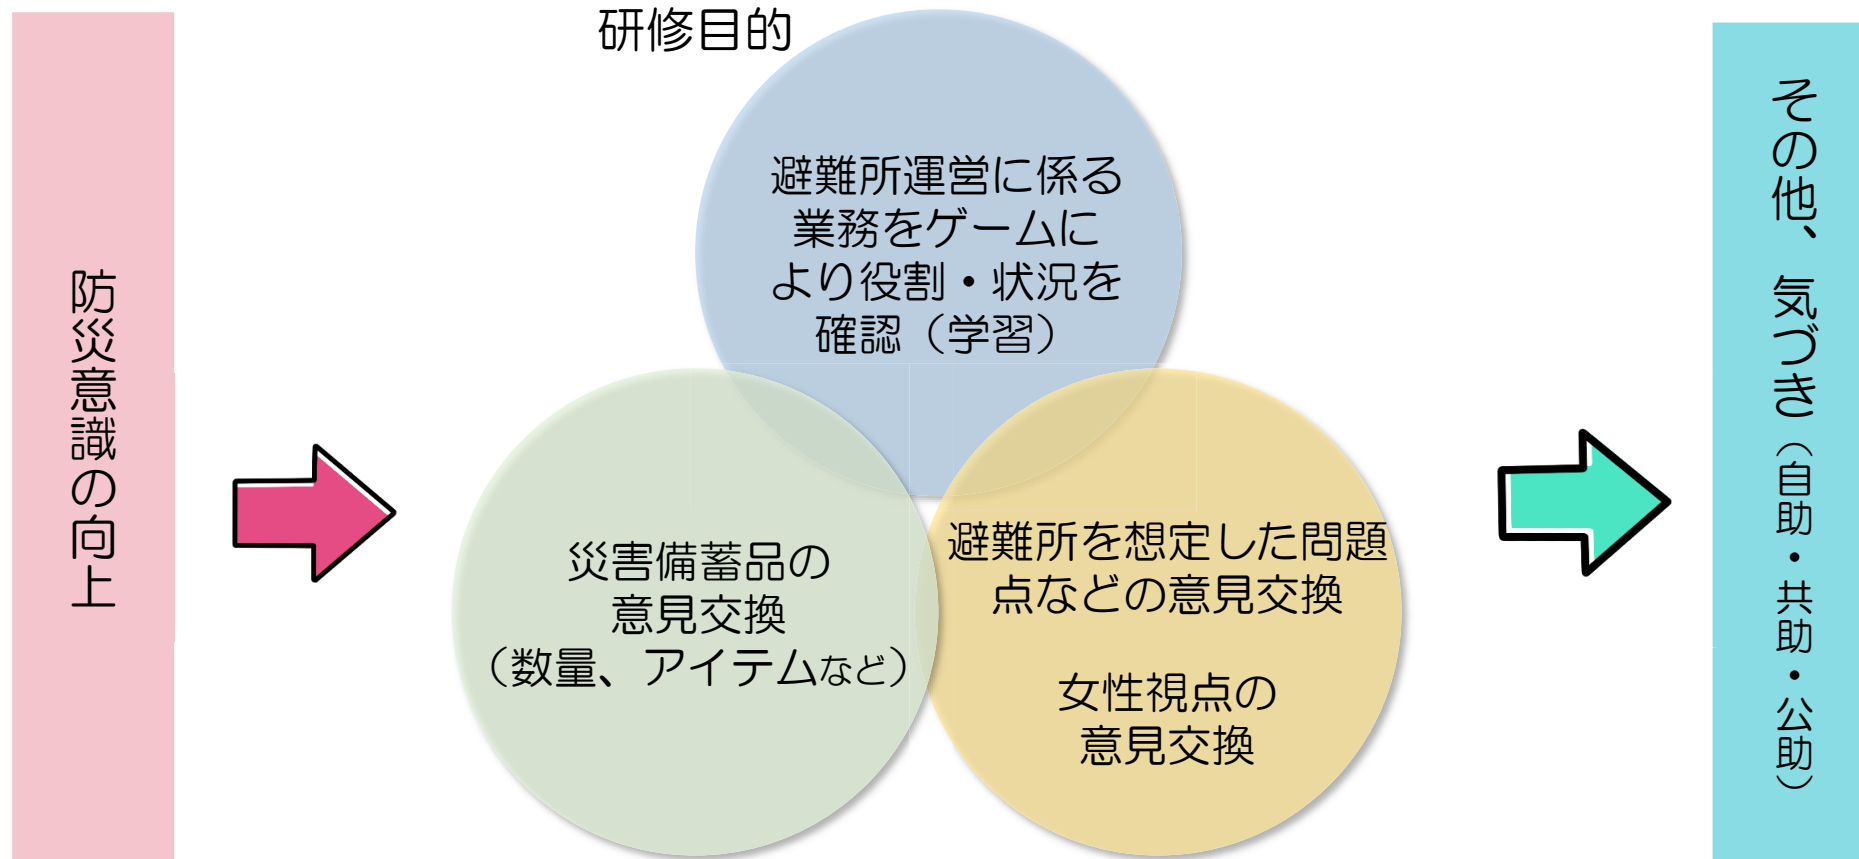 研修目的
防災意識の向上
避難所運営に係る
業務をゲームに
より役割・状況を
確認（学習）
災害備蓄品の
意見交換
（数量、アイテムなど）
避難所を想定した問題
点などの意見交換
女性視点の
意見交換
その他、気づき（自助・共助・公助）